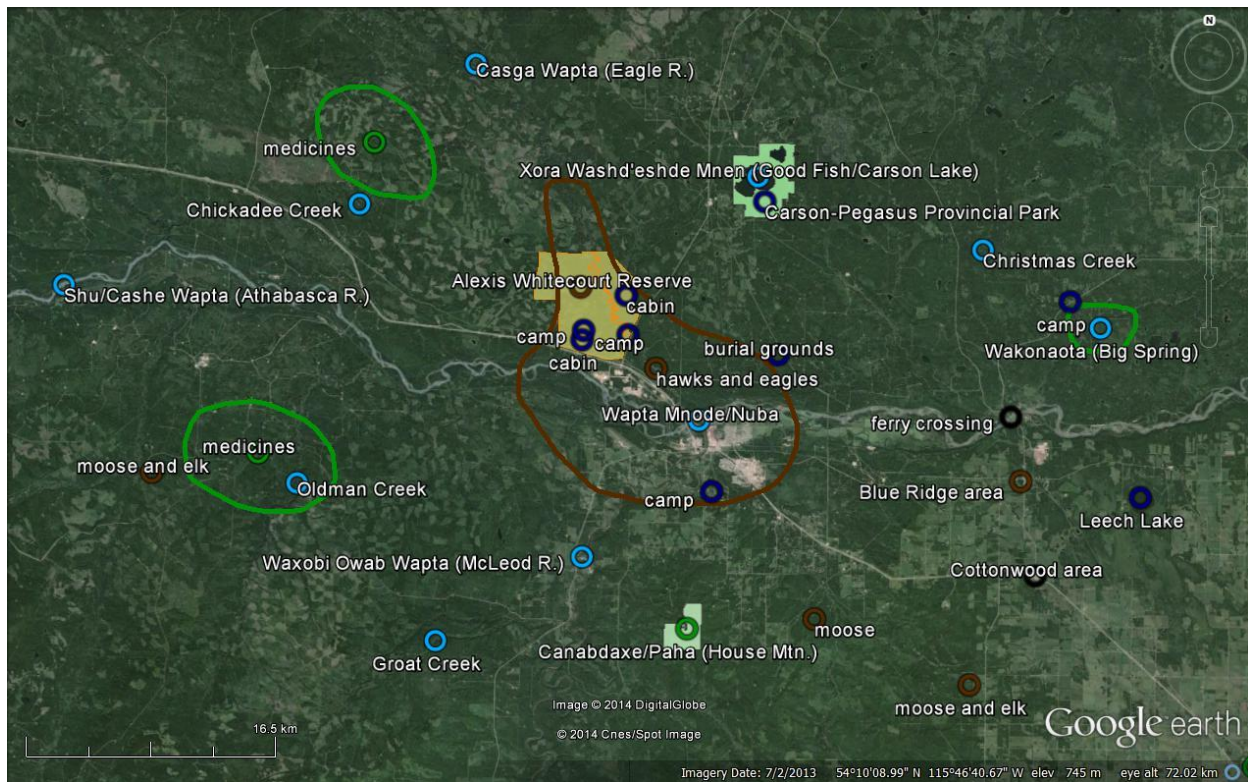 N
Casga Wapta (Eagle R.)
medicines
Xora Washd'eshde Mnen (Good Fish/Carson Lake)
Chickadee Creek
Carson-Pegasus Provincial Park
Christmas Creek
Alexis Whitecourt Reserve
Shu/Cashe Wapta (Athabasca R.)
cabin
camp
camp
camp
burial grounds
Wakonaota (Big Spring)
cabin
hawks and eagles
Wapta Mnode/Nuba
ferry crossing
medicines
moose and elk
Oldman Creek
Blue Ridge area
camp
Leech Lake
Waxobi Owab Wapta (McLeod R.)
Cottonwood area
moose
Canabdaxe/Paha (House Mtn.)
Groat Creek
moose and elk
Image © 2014 DigitalGlobe
16.5 km
© 2014 Cnes/Spot Image
Google earth
Imagery Date: 7/2/2013 54°10'08.99" N 115°46'40.67" W elev 745 m eye alt 72.02 km